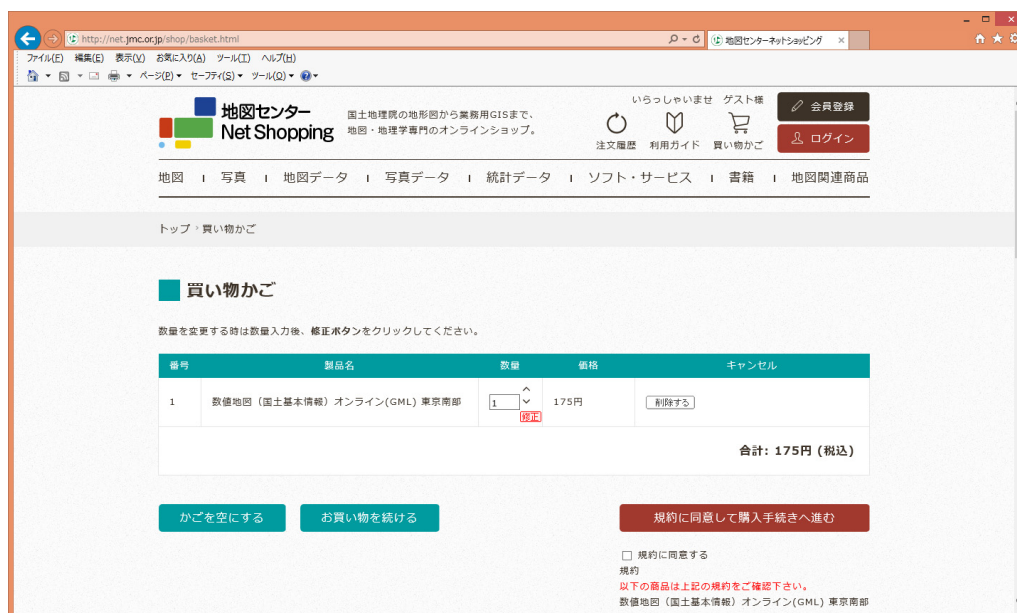 http://net.jmc.or.jp/shop/basket.html
地図センターネットショッピング
ファイル(F) 編集(E) 表示(V) お気に入り(A) ツール(T) ヘルプ(H)
ページ(P) セーフティ(S) ツール(O)
地図センター
Net Shopping
国土地理院の地形図から業務用GISまで、
地図・地理学専門のオンラインショップ。
いらっしゃいませ ゲスト様
注文履歴 利用ガイド 買い物かご
会員登録
ログイン
地図 写真 地図データ 写真データ 統計データ ソフト・サービス 書籍 地図関連商品
トップ 買い物かご
買い物かご
数量を変更する時は数量入力後、修正ボタンをクリックしてください。
番号 製品名 数量 価格 キャンセル
1 数値地図（国土基本情報）オンライン(GML) 東京南部 1 175円 削除する
修正
合計: 175円 (税込)
かごを空にする お買い物を続ける 規約に同意して購入手続きへ進む
規約に同意する
規約
以下の商品は上記の規約をご確認下さい。
数値地図（国土基本情報）オンライン(GML) 東京南部